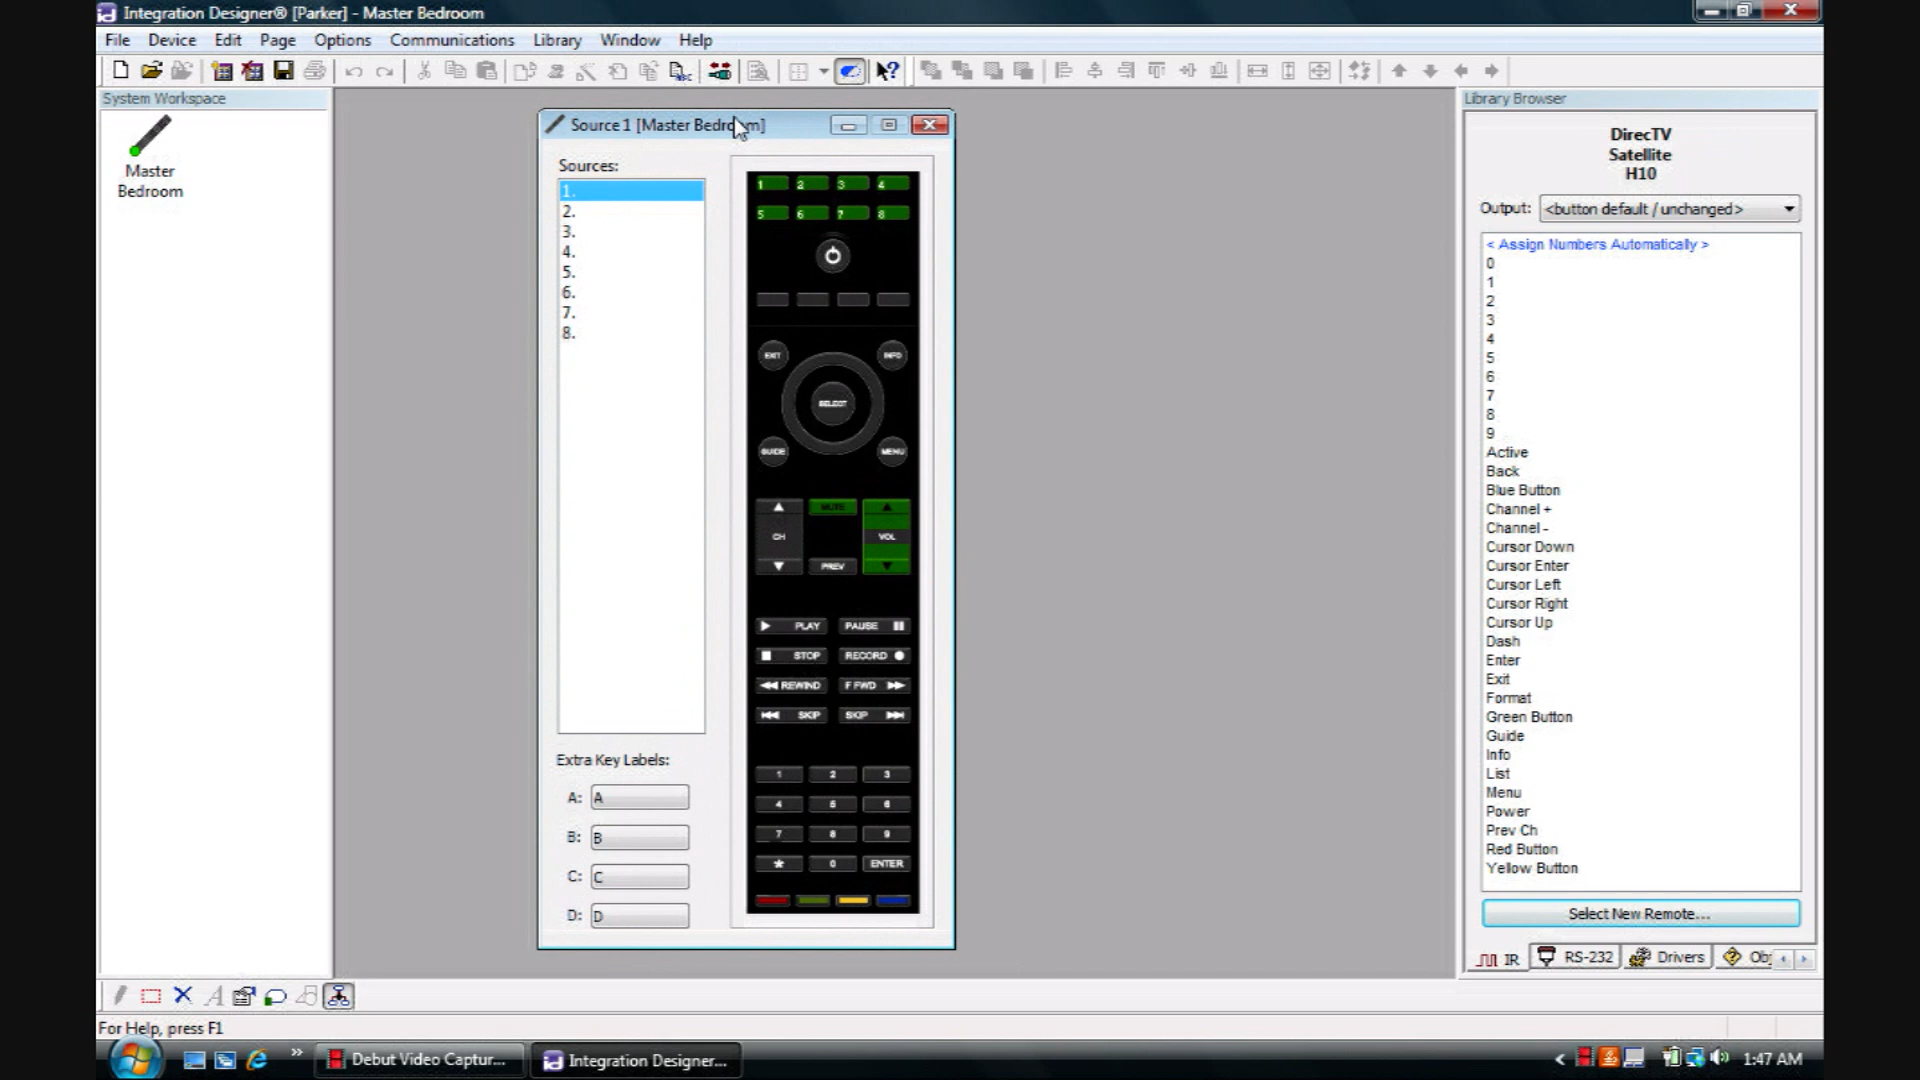 Integration Designer® [Parker] - Master Bedroom
File Device Edit Page Options Communications Library Window Help
System Workspace
Master
Bedroom
Source 1 [Master Bedroom]
Sources:
1.
2.
3.
4.
5.
6.
7.
8.
Extra Key Labels:
A: A
B: B
C: C
D: D
1 2 3 4
5 6 7 8
EXIT INFO
SELECT
GUIDE MENU
MUTE
CH VOL
PREV
PLAY PAUSE
STOP RECORD
REWIND F FWD
SKIP SKIP
1 2 3
4 5 6
7 8 9
* 0 ENTER
Library Browser
DirecTV
Satellite
H10
Output: <button default / unchanged>
< Assign Numbers Automatically >
0
1
2
3
4
5
6
7
8
9
Active
Back
Blue Button
Channel +
Channel -
Cursor Down
Cursor Enter
Cursor Left
Cursor Right
Cursor Up
Dash
Enter
Exit
Format
Green Button
Guide
Info
List
Menu
Power
Prev Ch
Red Button
Yellow Button
Select New Remote...
IR RS-232 Drivers Obj
For Help, press F1
Debut Video Captur... Integration Designer... 1:47 AM